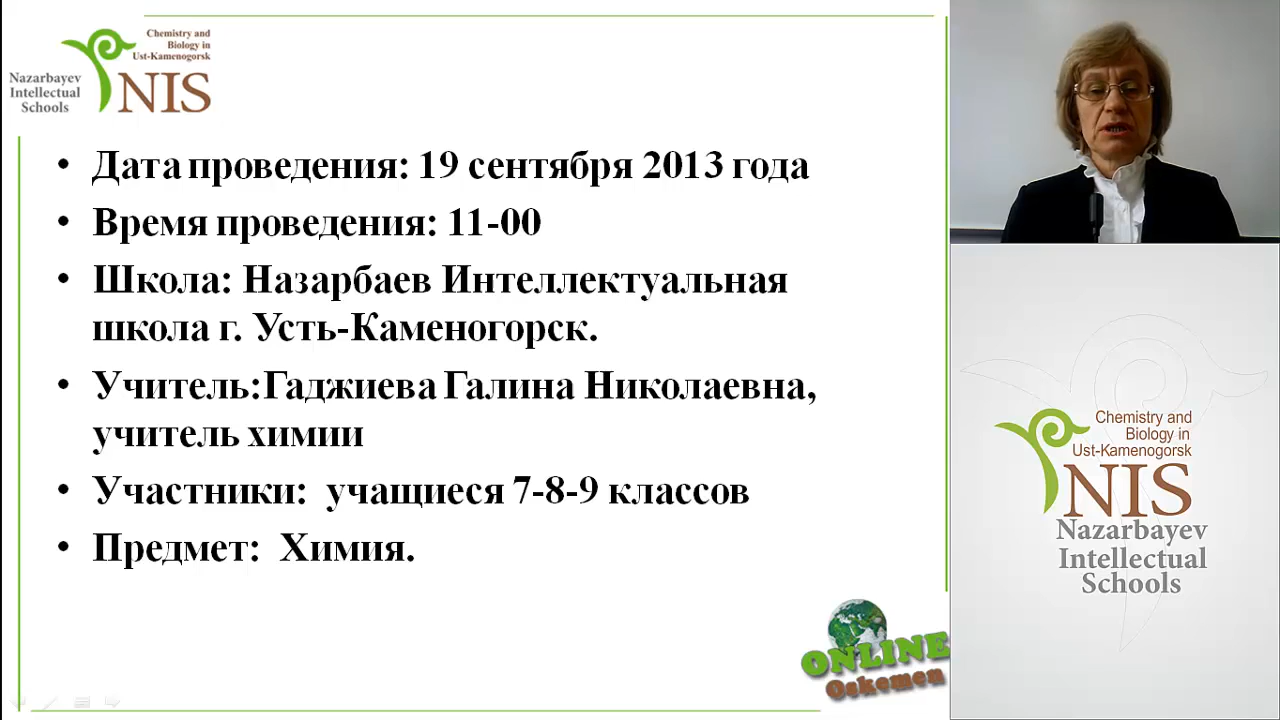 Chemistry and
Biology in
Ust-Kamenogorsk
Nazarbayev
Intellectual
Schools
NIS
• Дата проведения: 19 сентября 2013 года
• Время проведения: 11-00
• Школа: Назарбаев Интеллектуальная
школа г. Усть-Каменогорск.
• Учитель:Гаджиева Галина Николаевна,
учитель химии
• Участники: учащиеся 7-8-9 классов
• Предмет: Химия.
ONLINE
Oskemen
Chemistry and
Biology in
Ust-Kamenogorsk
NIS
Nazarbayev
Intellectual
Schools